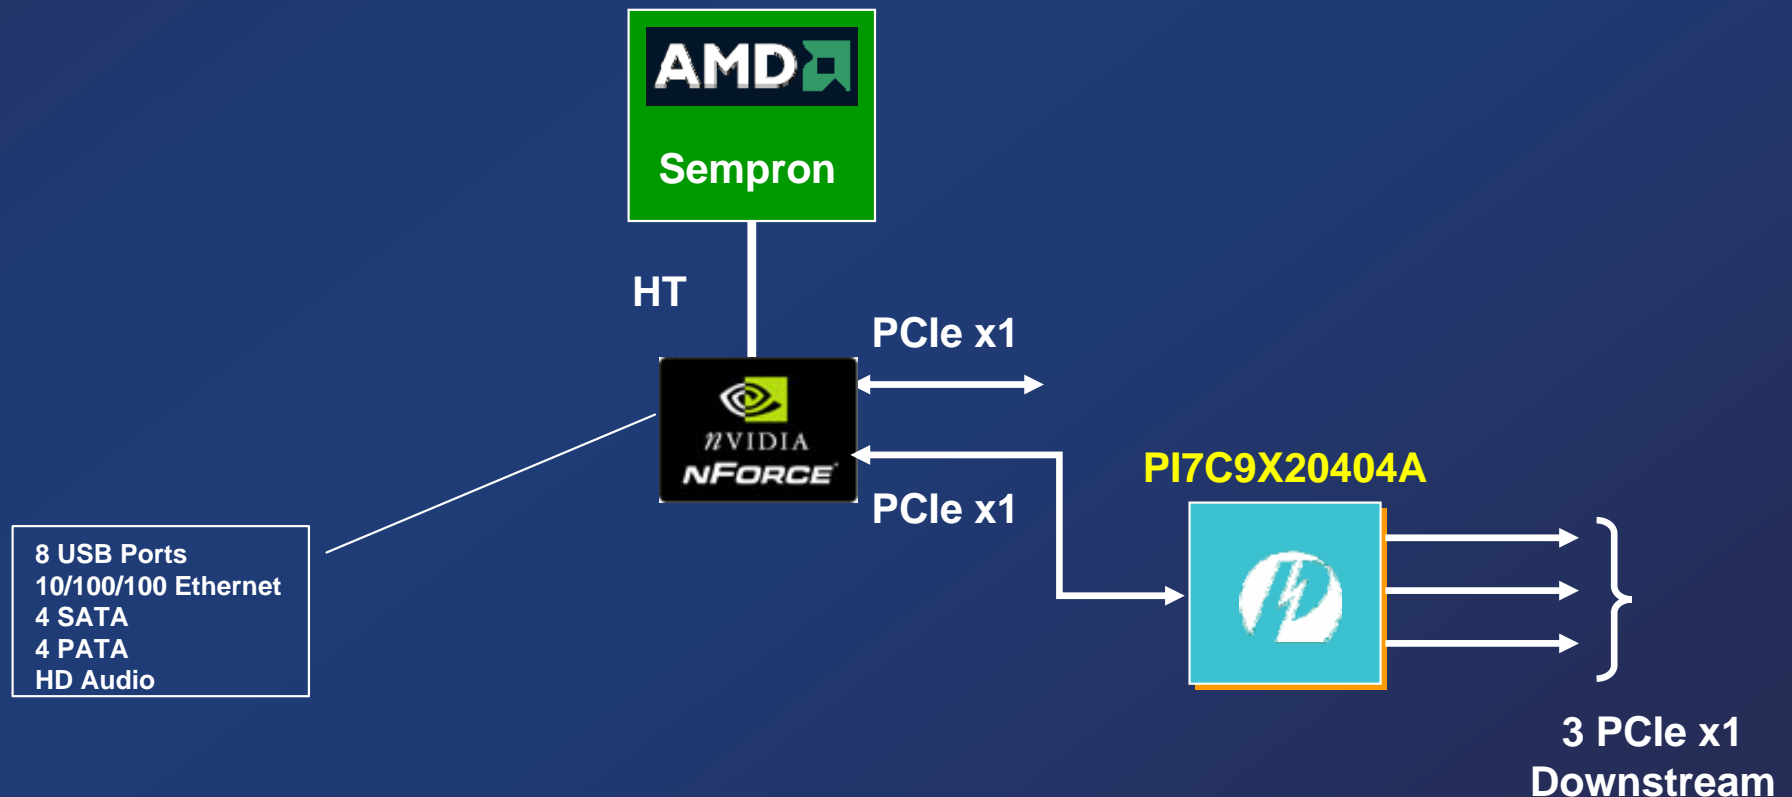 AMD
Sempron
HT
PCIe x1
nVIDIA
NFORCE
PCIe x1
PI7C9X20404A
8 USB Ports
10/100/100 Ethernet
4 SATA
4 PATA
HD Audio
3 PCIe x1
Downstream